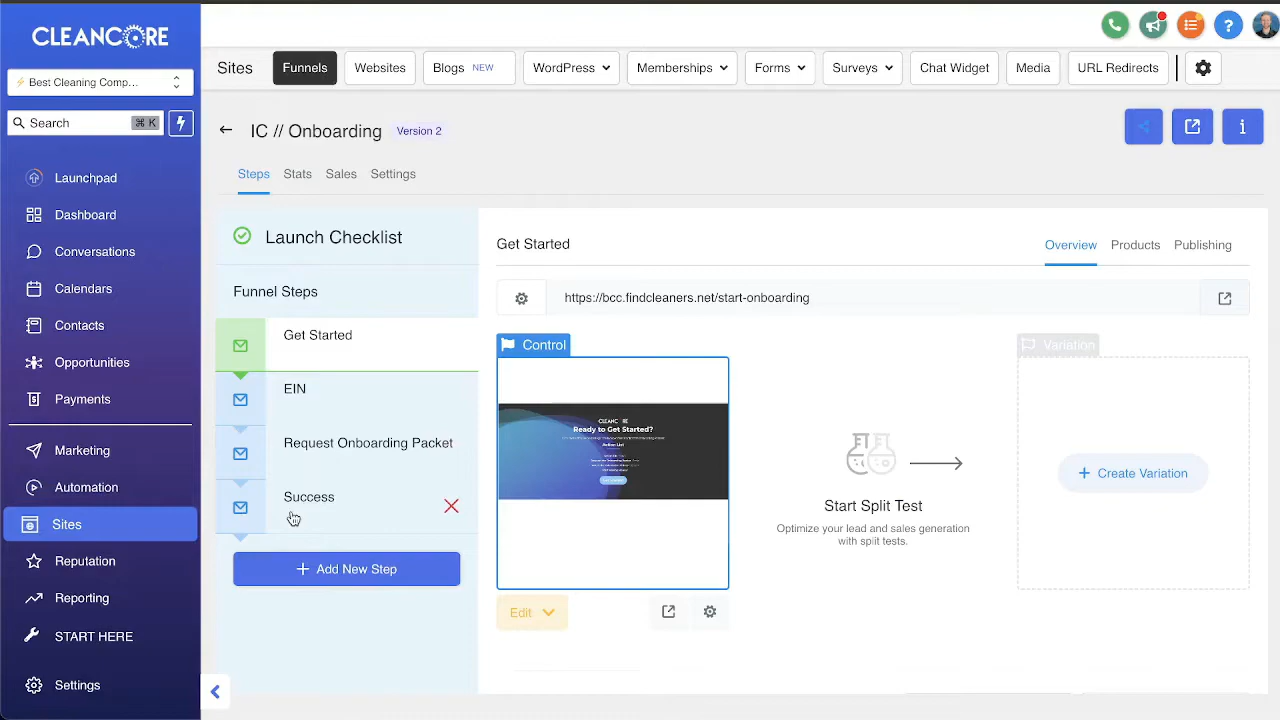 CLEANCORE
Best Cleaning Comp...
Search
⌘ K
Launchpad
Dashboard
Conversations
Calendars
Contacts
Opportunities
Payments
Marketing
Automation
Sites
Reputation
Reporting
START HERE
Settings
Sites
Funnels
Websites
Blogs NEW
WordPress
Memberships
Forms
Surveys
Chat Widget
Media
URL Redirects
IC // Onboarding
Version 2
Steps
Stats
Sales
Settings
Launch Checklist
Funnel Steps
Get Started
EIN
Request Onboarding Packet
Success
+ Add New Step
Get Started
Overview
Products
Publishing
https://bcc.findcleaners.net/start-onboarding
Control
CLEANCORE
Ready to Get Started?
Action List
Edit
Start Split Test
Optimize your lead and sales generation
with split tests.
Variation
+ Create Variation